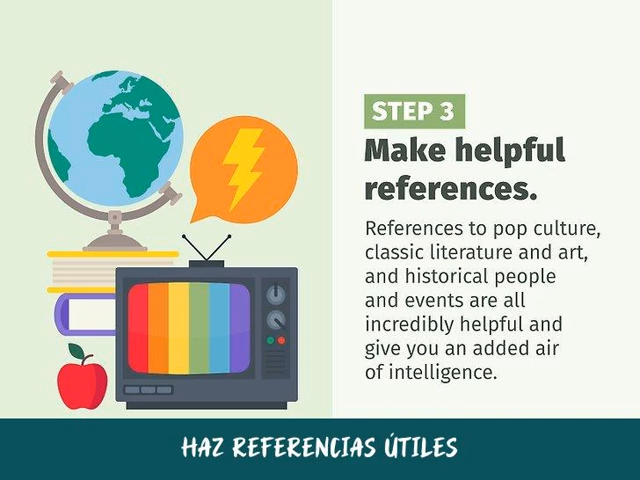 STEP 3
Make helpful
references.
References to pop culture,
classic literature and art,
and historical people
and events are all
incredibly helpful and
give you an added air
of intelligence.
HAZ REFERENCIAS ÚTILES